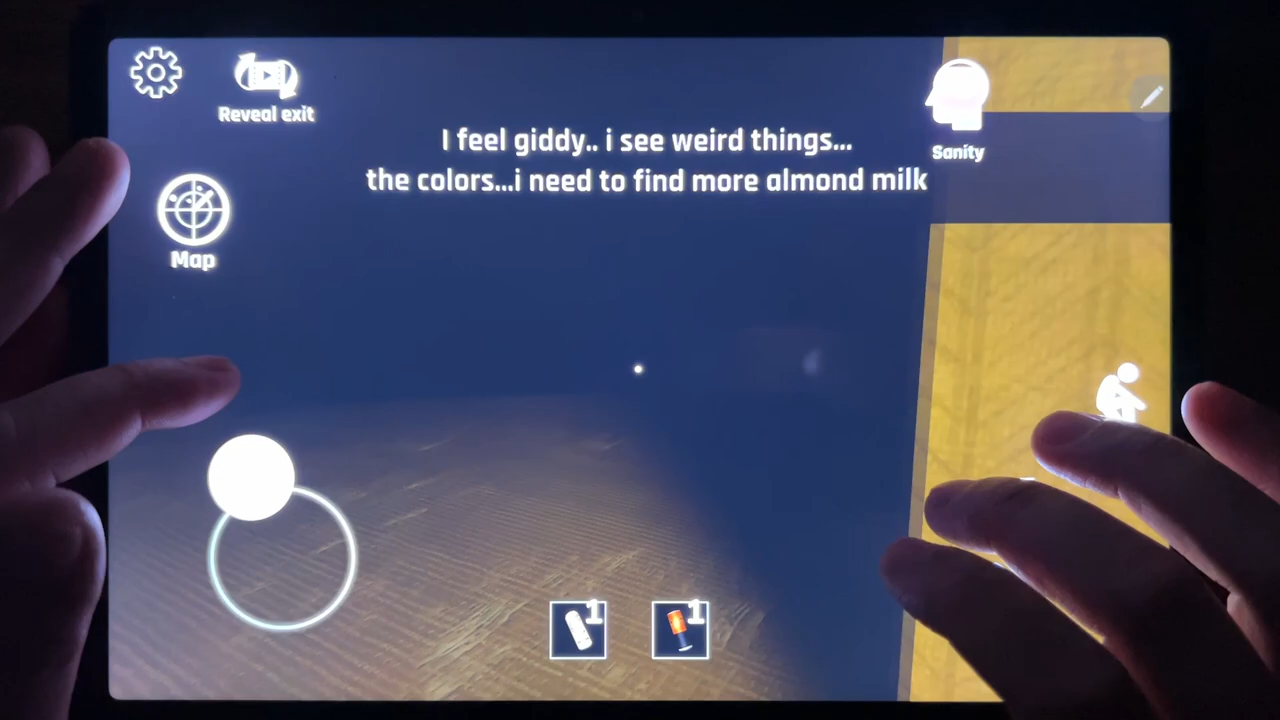 Reveal exit
I feel giddy.. i see weird things...
the colors...i need to find more almond milk
Sanity
Map
1
1